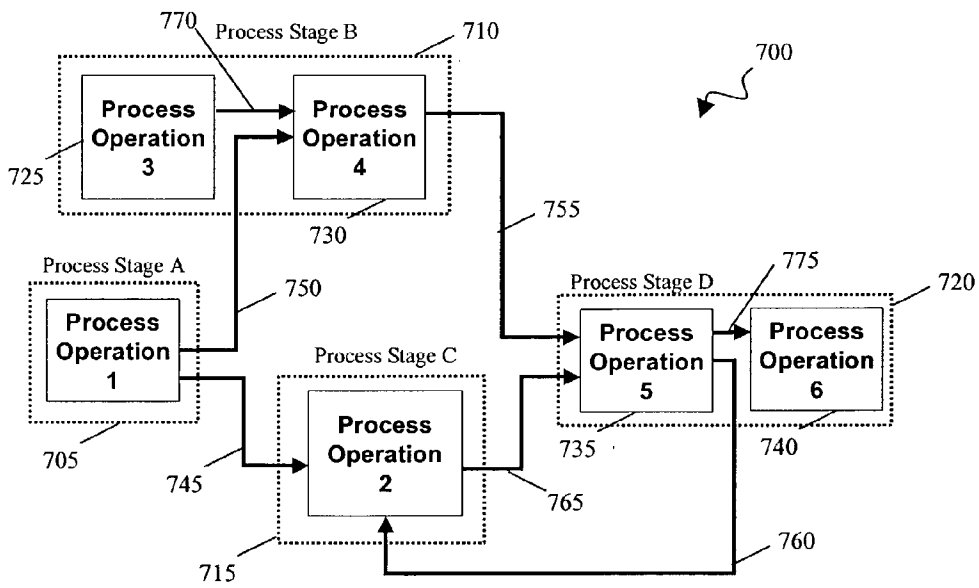 770
Process Stage B
710
700
Process
Operation
3
Process
Operation
4
725
730
755
Process Stage A
750
Process Stage D
775
720
Process
Operation
1
Process Stage C
Process
Operation
5
Process
Operation
6
Process
Operation
2
705
745
765
735
740
715
760